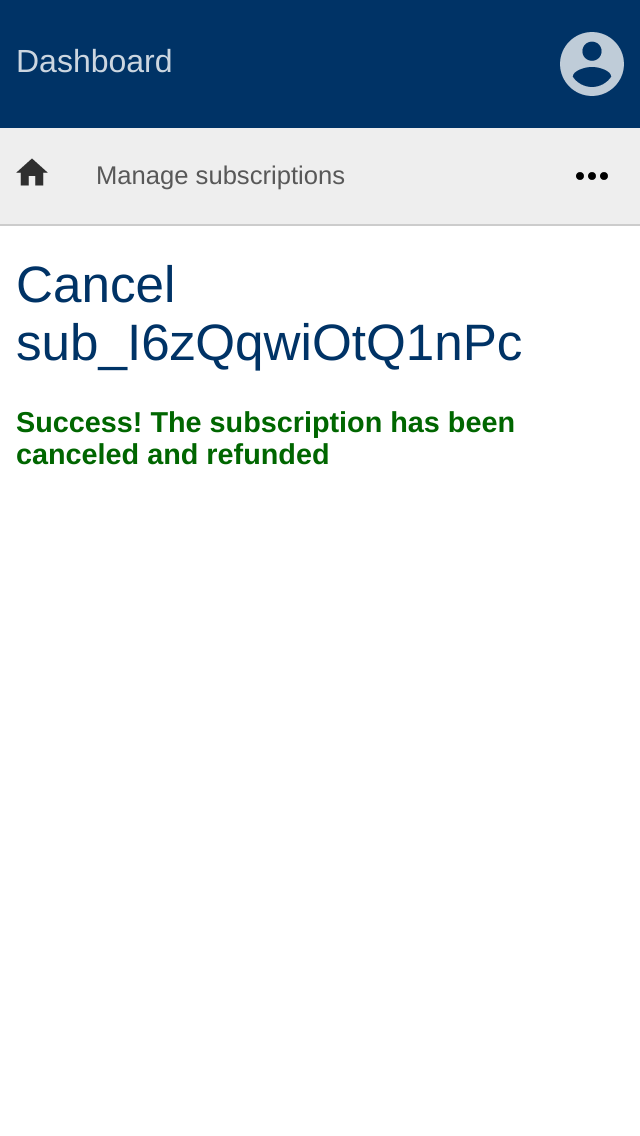 Dashboard
Manage subscriptions
Cancel
sub_I6zQqwiOtQ1nPc
Success! The subscription has been
canceled and refunded